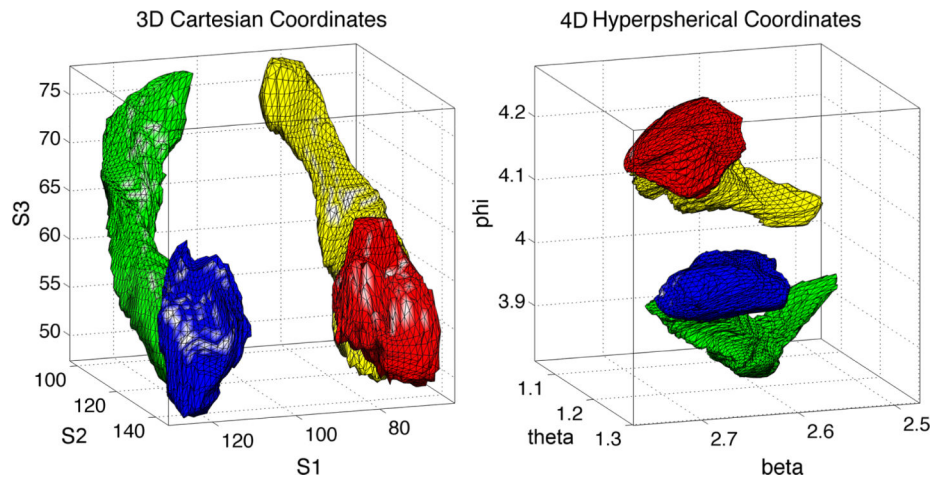 3D Cartesian Coordinates
75
70
65
60
55
50
S3
100
120
140
S2
120
100
80
S1
4D Hyperpsherical Coordinates
4.2
4.1
4
3.9
phi
1.1
1.2
1.3
theta
2.7
2.6
2.5
beta